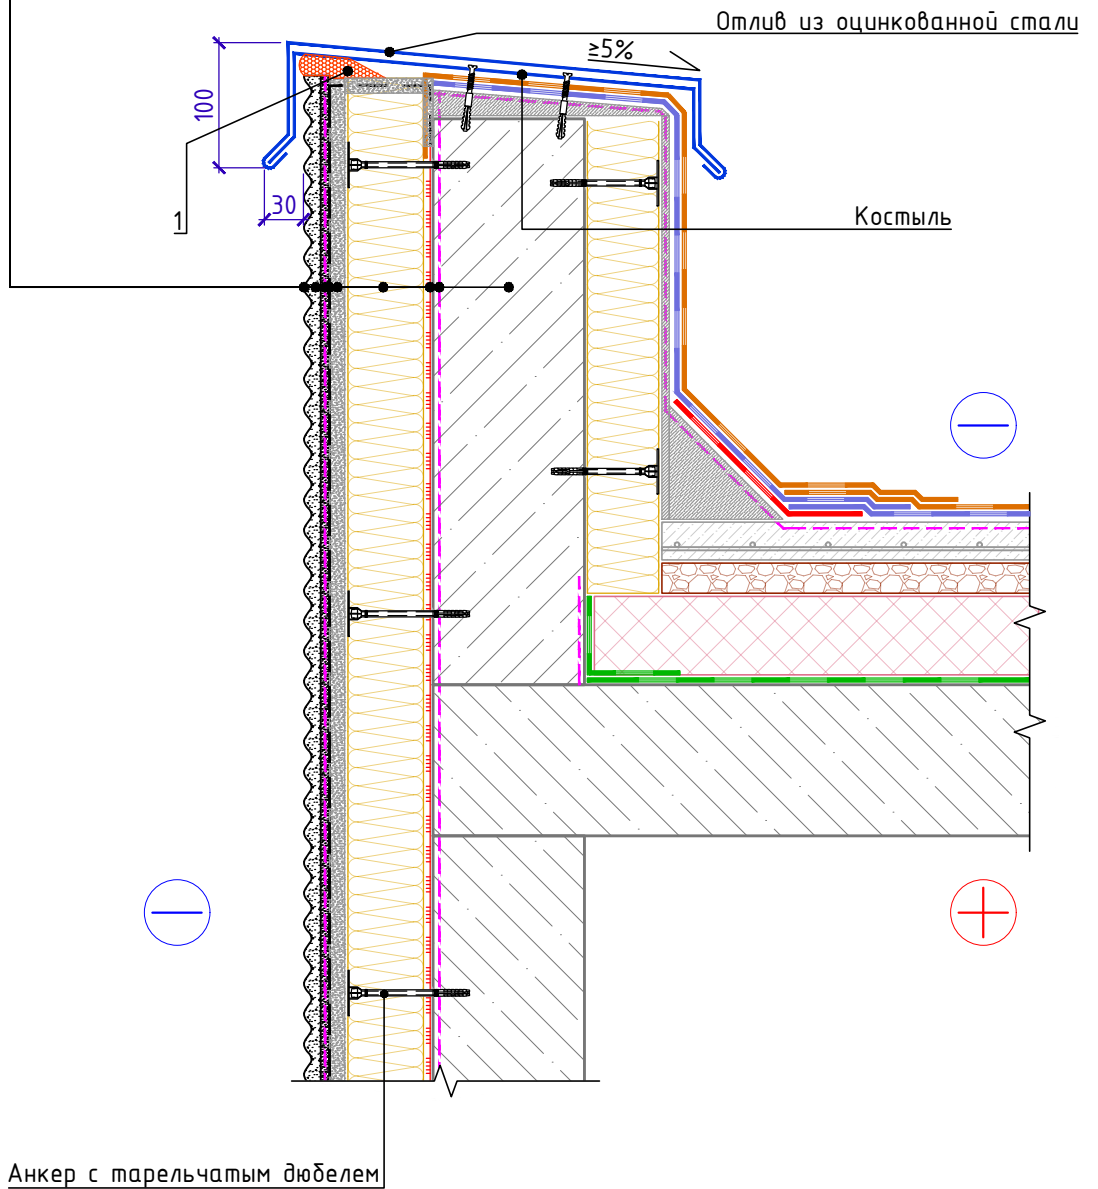 Отлив из оцинкованной стали
≥5%
100
1
30
Костыль
Анкер с тарельчатым дюбелем